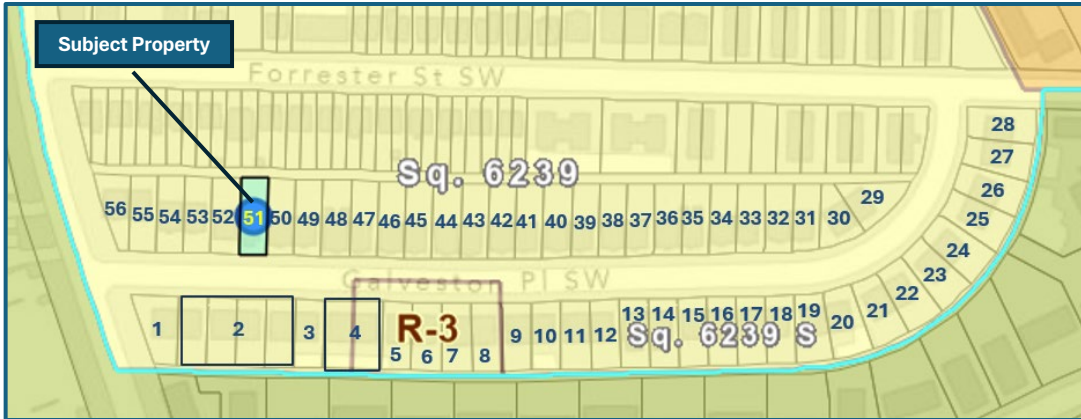 Subject Property
Forrester St SW
Sq. 6239
56 55 54 53 52 51 50 49 48 47 46 45 44 43 42 41 40 39 38 37 36 35 34 33 32 31 30 29
28
27
26
25
24
23
22
21
20
Galveston Pl SW
1 2 3 4 5 6 7 8 9 10 11 12 13 14 15 16 17 18 19
R-3
Sq. 6239 S